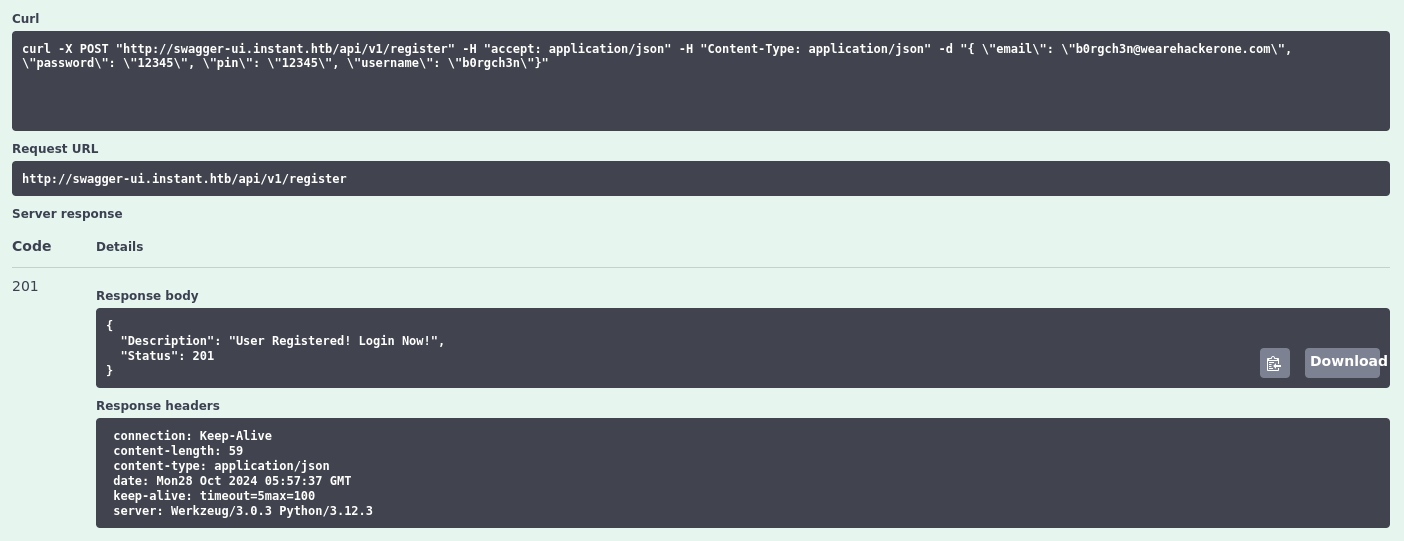 Curl
curl -X POST "http://swagger-ui.instant.htb/api/v1/register" -H "accept: application/json" -H "Content-Type: application/json" -d "{ \"email\": \"b0rgch3n@wearehackerone.com\",
\"password\": \"12345\", \"pin\": \"12345\", \"username\": \"b0rgch3n\"}"
Request URL
http://swagger-ui.instant.htb/api/v1/register
Server response
Code Details
201
Response body
{
  "Description": "User Registered! Login Now!",
  "Status": 201
}
Download
Response headers
connection: Keep-Alive
content-length: 59
content-type: application/json
date: Mon28 Oct 2024 05:57:37 GMT
keep-alive: timeout=5max=100
server: Werkzeug/3.0.3 Python/3.12.3